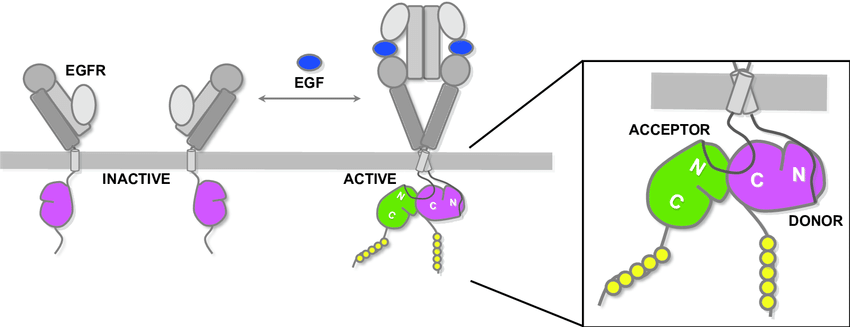 EGFR
EGF
INACTIVE
ACTIVE
N
C
C
N
ACCEPTOR
N
C
C
N
DONOR